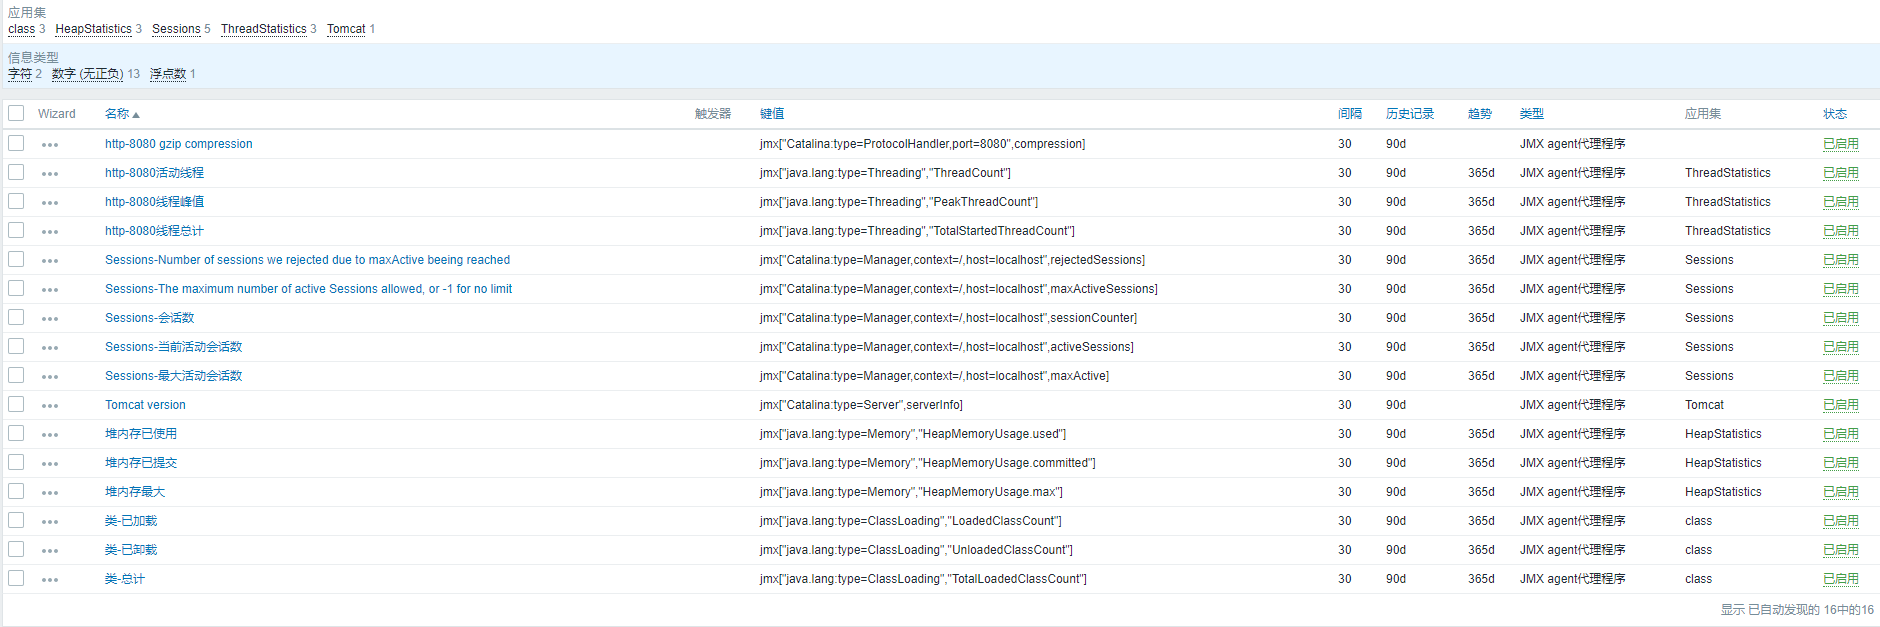 应用集
class 3 HeapStatistics 3 Sessions 5 ThreadStatistics 3 Tomcat 1
信息类型
字符 2 数字 (无正负) 13 浮点数 1
Wizard 名称 触发器 键值 间隔 历史记录 趋势 类型 应用集 状态
http-8080 gzip compression jmx["Catalina:type=ProtocolHandler,port=8080",compression] 30 90d JMX agent代理程序 已启用
http-8080活动线程 jmx["java.lang:type=Threading","ThreadCount"] 30 90d 365d JMX agent代理程序 ThreadStatistics 已启用
http-8080线程峰值 jmx["java.lang:type=Threading","PeakThreadCount"] 30 90d 365d JMX agent代理程序 ThreadStatistics 已启用
http-8080线程总计 jmx["java.lang:type=Threading","TotalStartedThreadCount"] 30 90d 365d JMX agent代理程序 ThreadStatistics 已启用
Sessions-Number of sessions we rejected due to maxActive beeing reached jmx["Catalina:type=Manager,context=/,host=localhost",rejectedSessions] 30 90d 365d JMX agent代理程序 Sessions 已启用
Sessions-The maximum number of active Sessions allowed, or -1 for no limit jmx["Catalina:type=Manager,context=/,host=localhost",maxActiveSessions] 30 90d 365d JMX agent代理程序 Sessions 已启用
Sessions-会话数 jmx["Catalina:type=Manager,context=/,host=localhost",sessionCounter] 30 90d 365d JMX agent代理程序 Sessions 已启用
Sessions-当前活动会话数 jmx["Catalina:type=Manager,context=/,host=localhost",activeSessions] 30 90d 365d JMX agent代理程序 Sessions 已启用
Sessions-最大活动会话数 jmx["Catalina:type=Manager,context=/,host=localhost",maxActive] 30 90d 365d JMX agent代理程序 Sessions 已启用
Tomcat version jmx["Catalina:type=Server",serverInfo] 30 90d JMX agent代理程序 Tomcat 已启用
堆内存已使用 jmx["java.lang:type=Memory","HeapMemoryUsage.used"] 30 90d 365d JMX agent代理程序 HeapStatistics 已启用
堆内存已提交 jmx["java.lang:type=Memory","HeapMemoryUsage.committed"] 30 90d 365d JMX agent代理程序 HeapStatistics 已启用
堆内存最大 jmx["java.lang:type=Memory","HeapMemoryUsage.max"] 30 90d 365d JMX agent代理程序 HeapStatistics 已启用
类-已加载 jmx["java.lang:type=ClassLoading","LoadedClassCount"] 30 90d 365d JMX agent代理程序 class 已启用
类-已卸载 jmx["java.lang:type=ClassLoading","UnloadedClassCount"] 30 90d 365d JMX agent代理程序 class 已启用
类-总计 jmx["java.lang:type=ClassLoading","TotalLoadedClassCount"] 30 90d 365d JMX agent代理程序 class 已启用
显示 已自动发现的 16中的16